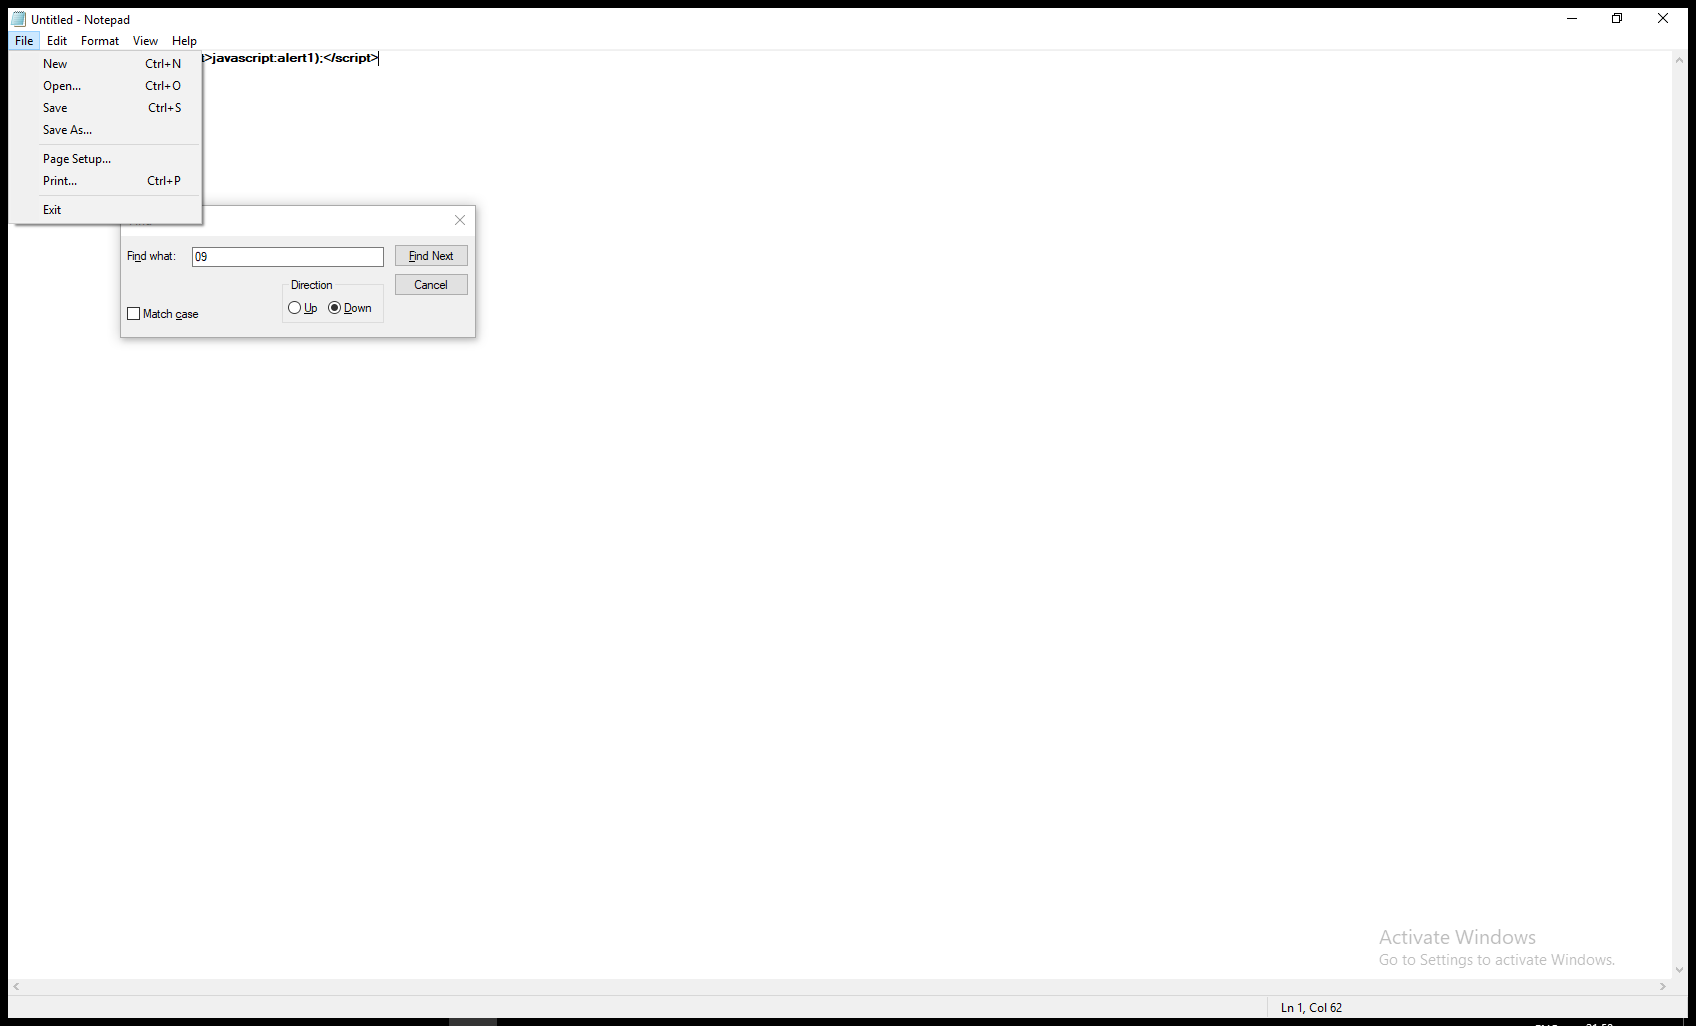 Untitled - Notepad
File Edit Format View Help
t>javascript:alert1);</script>
New Ctrl+N
Open... Ctrl+O
Save Ctrl+S
Save As...
Page Setup...
Print... Ctrl+P
Exit
Find what: 09 Find Next
Direction Cancel
Up Down
Match case
Activate Windows
Go to Settings to activate Windows.
Ln 1, Col 62